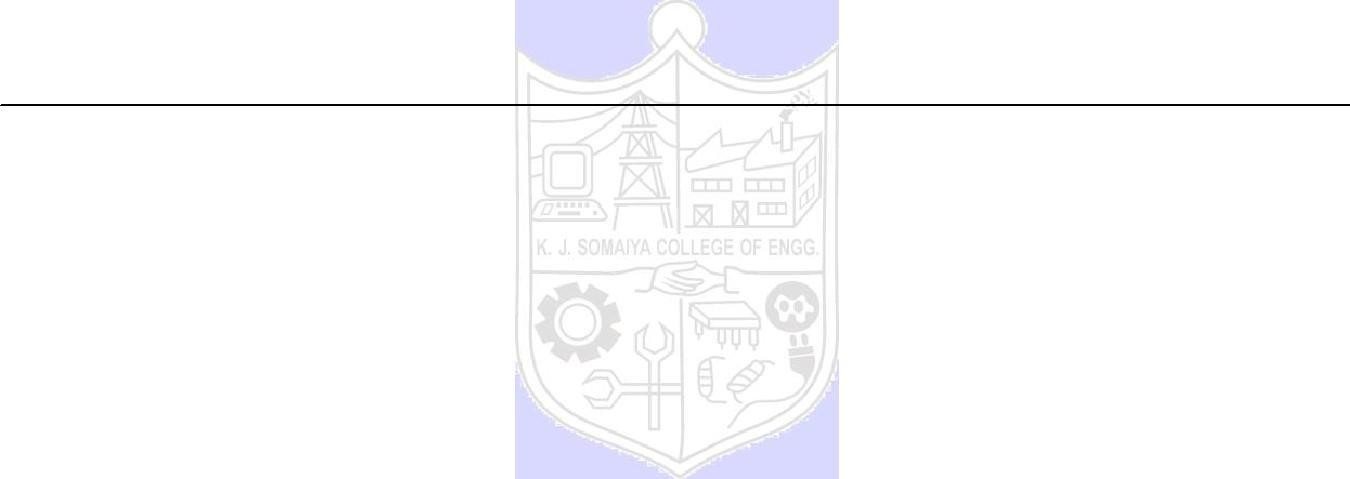 K. J. SOMAIYA COLLEGE OF ENGG.